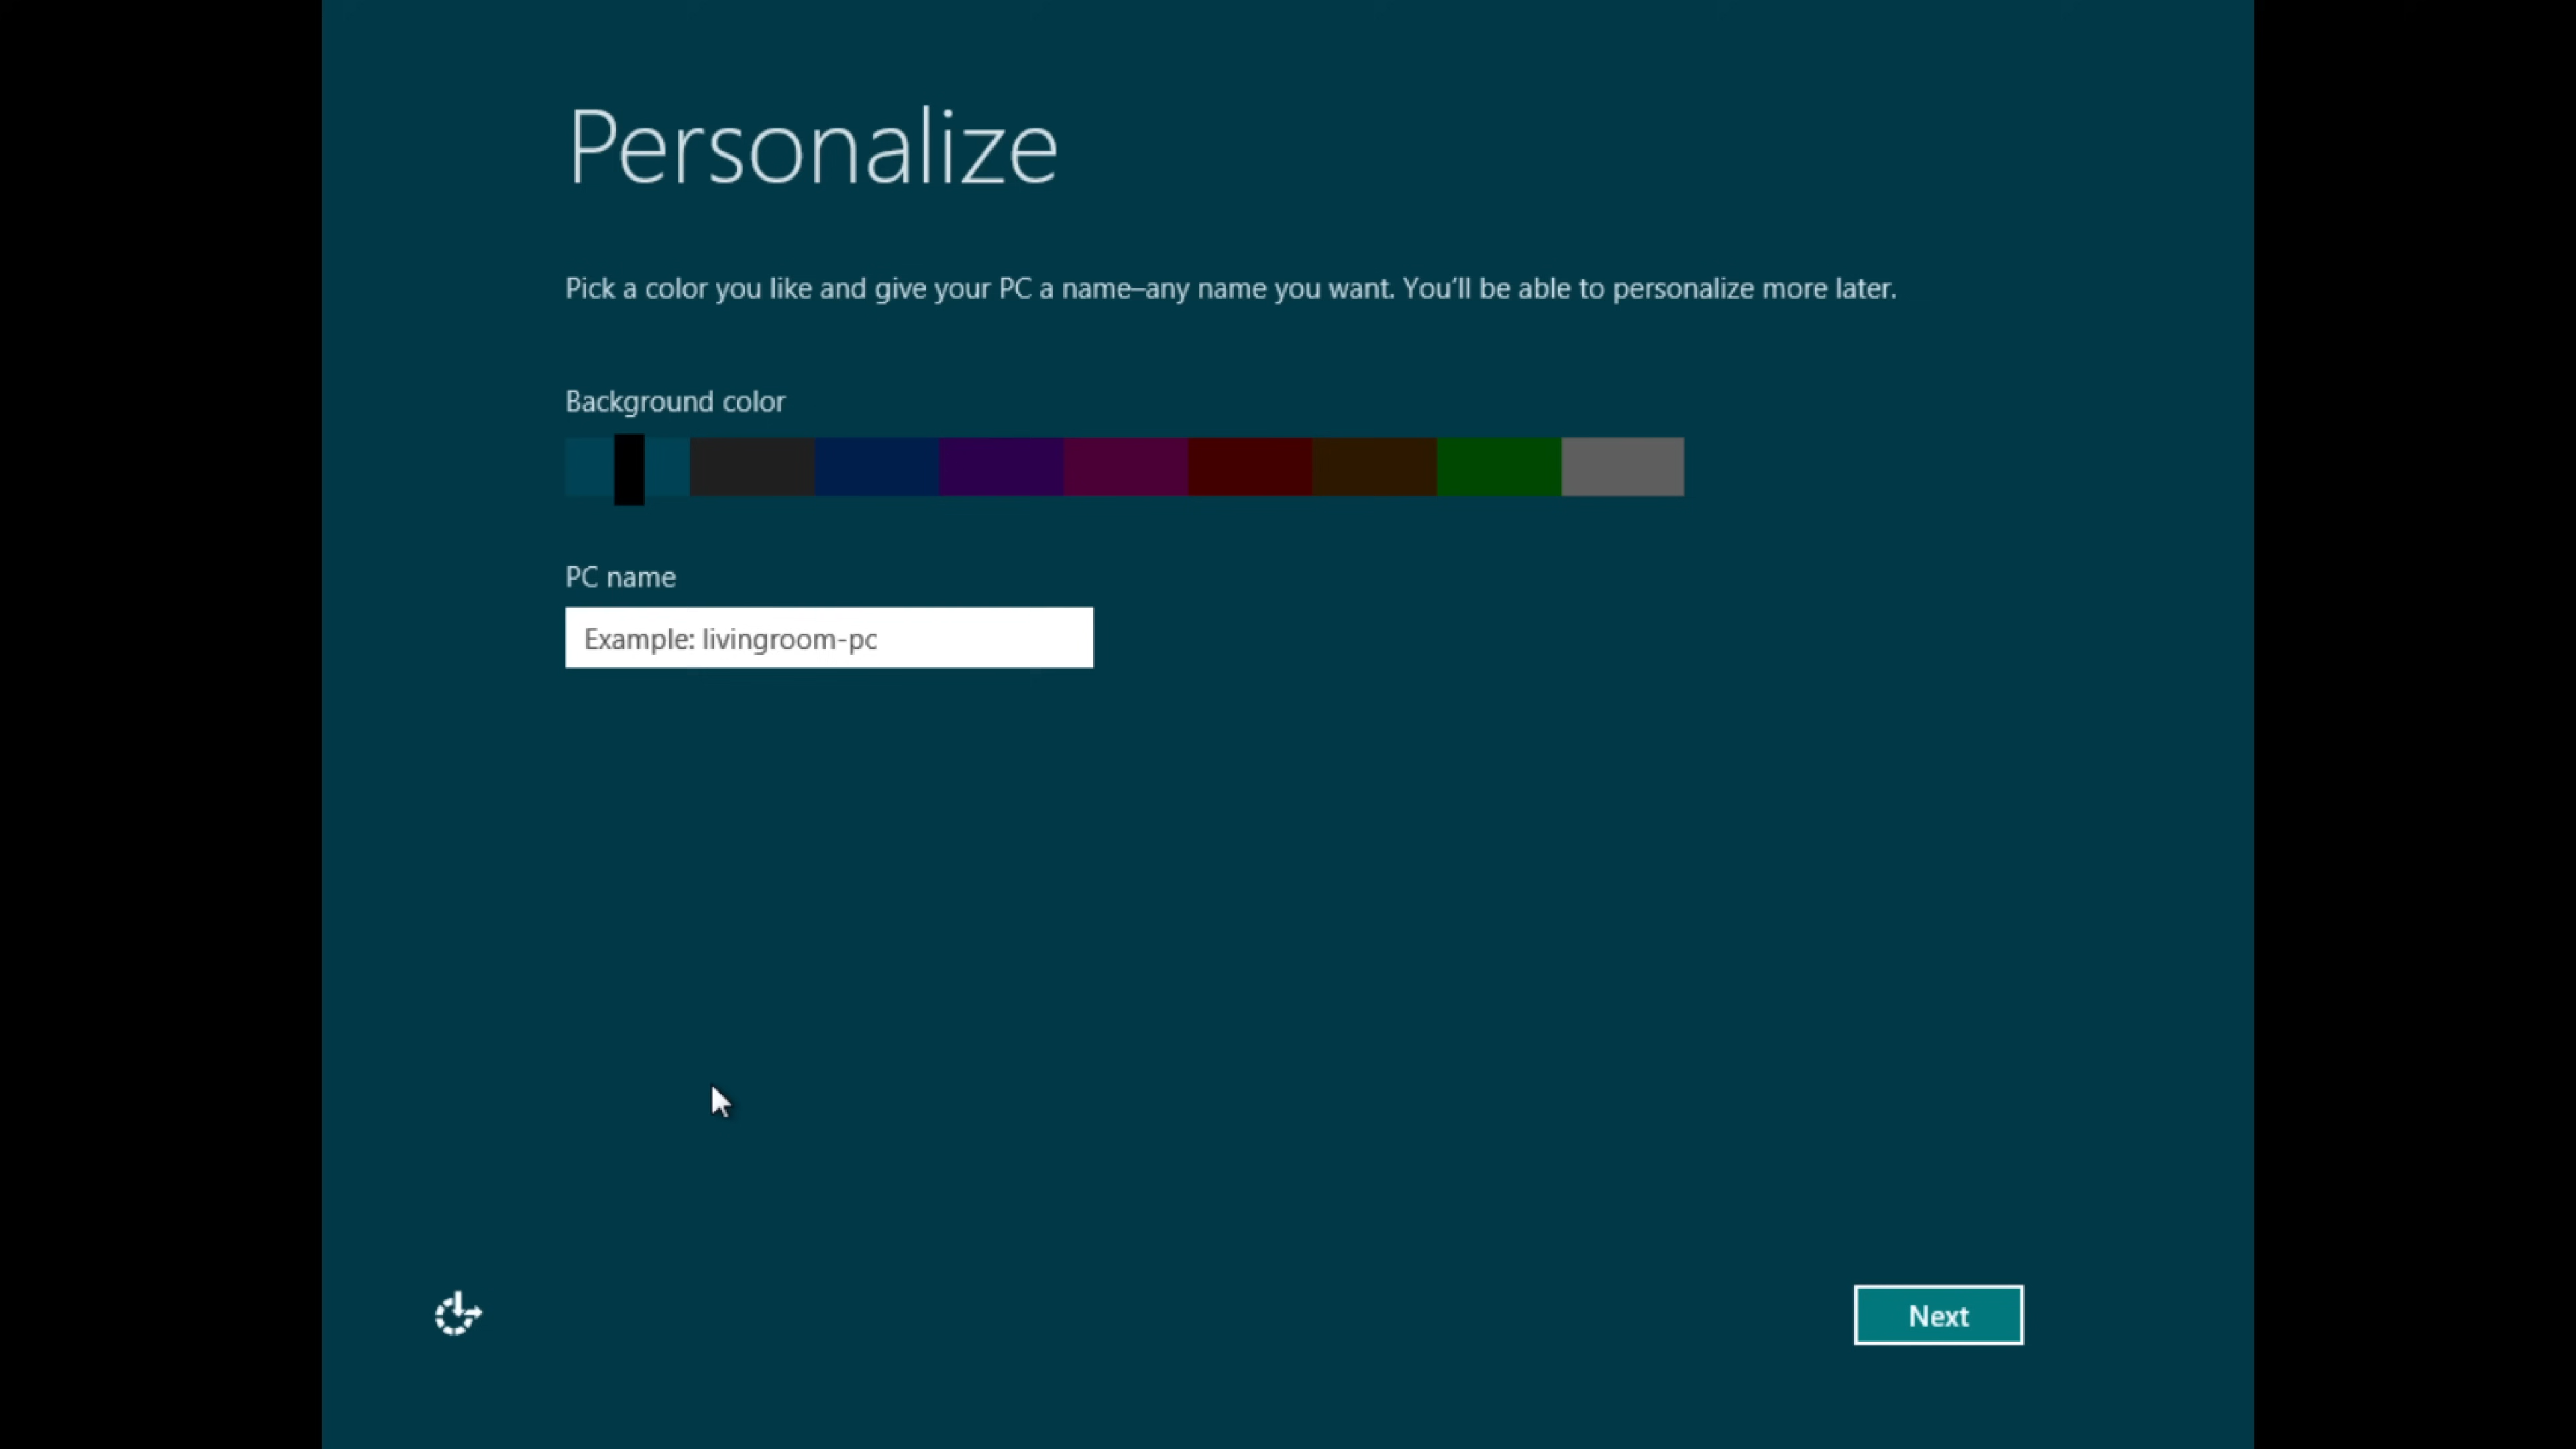 Personalize
Pick a color you like and give your PC a name–any name you want. You'll be able to personalize more later.
Background color
PC name
Example: livingroom-pc
Next